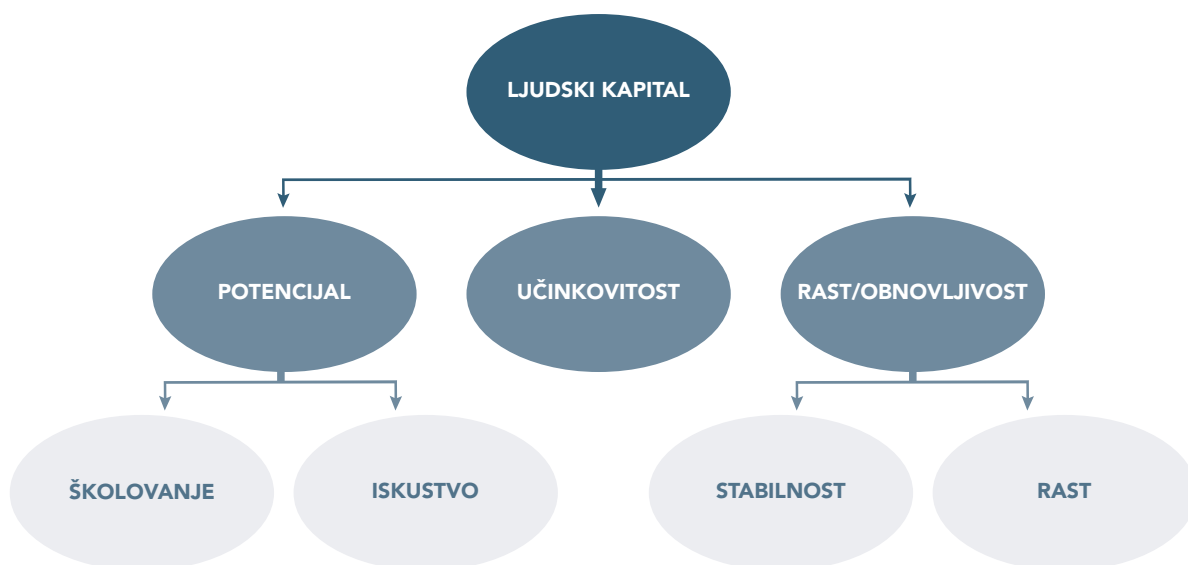 LJUDSKI KAPITAL
POTENCIJAL
UČINKOVITOST
RAST/OBNOVLJIVOST
ŠKOLOVANJE
ISKUSTVO
STABILNOST
RAST